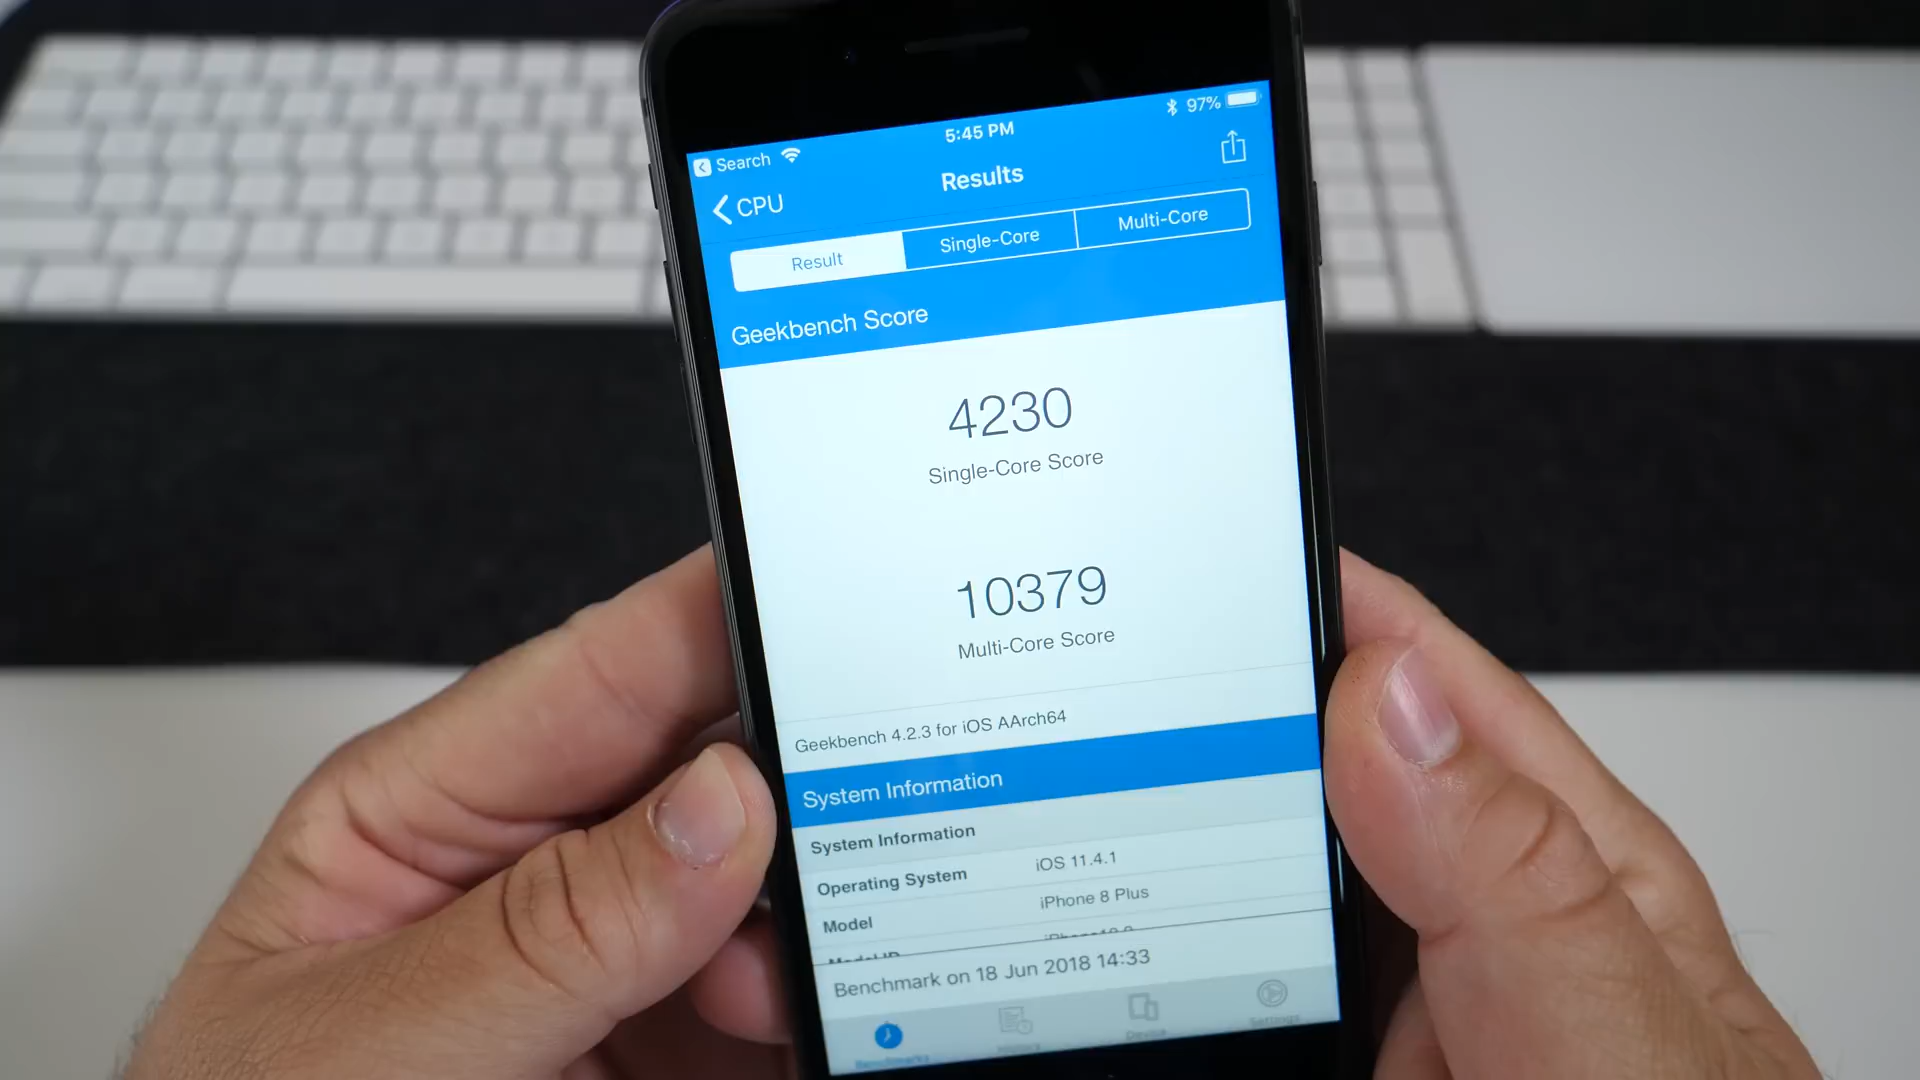 Search
5:45 PM
97%
CPU
Results
Result
Single-Core
Multi-Core
Geekbench Score
4230
Single-Core Score
10379
Multi-Core Score
Geekbench 4.2.3 for iOS AArch64
System Information
System Information
Operating System iOS 11.4.1
Model iPhone 8 Plus
Benchmark on 18 Jun 2018 14:33
Settings